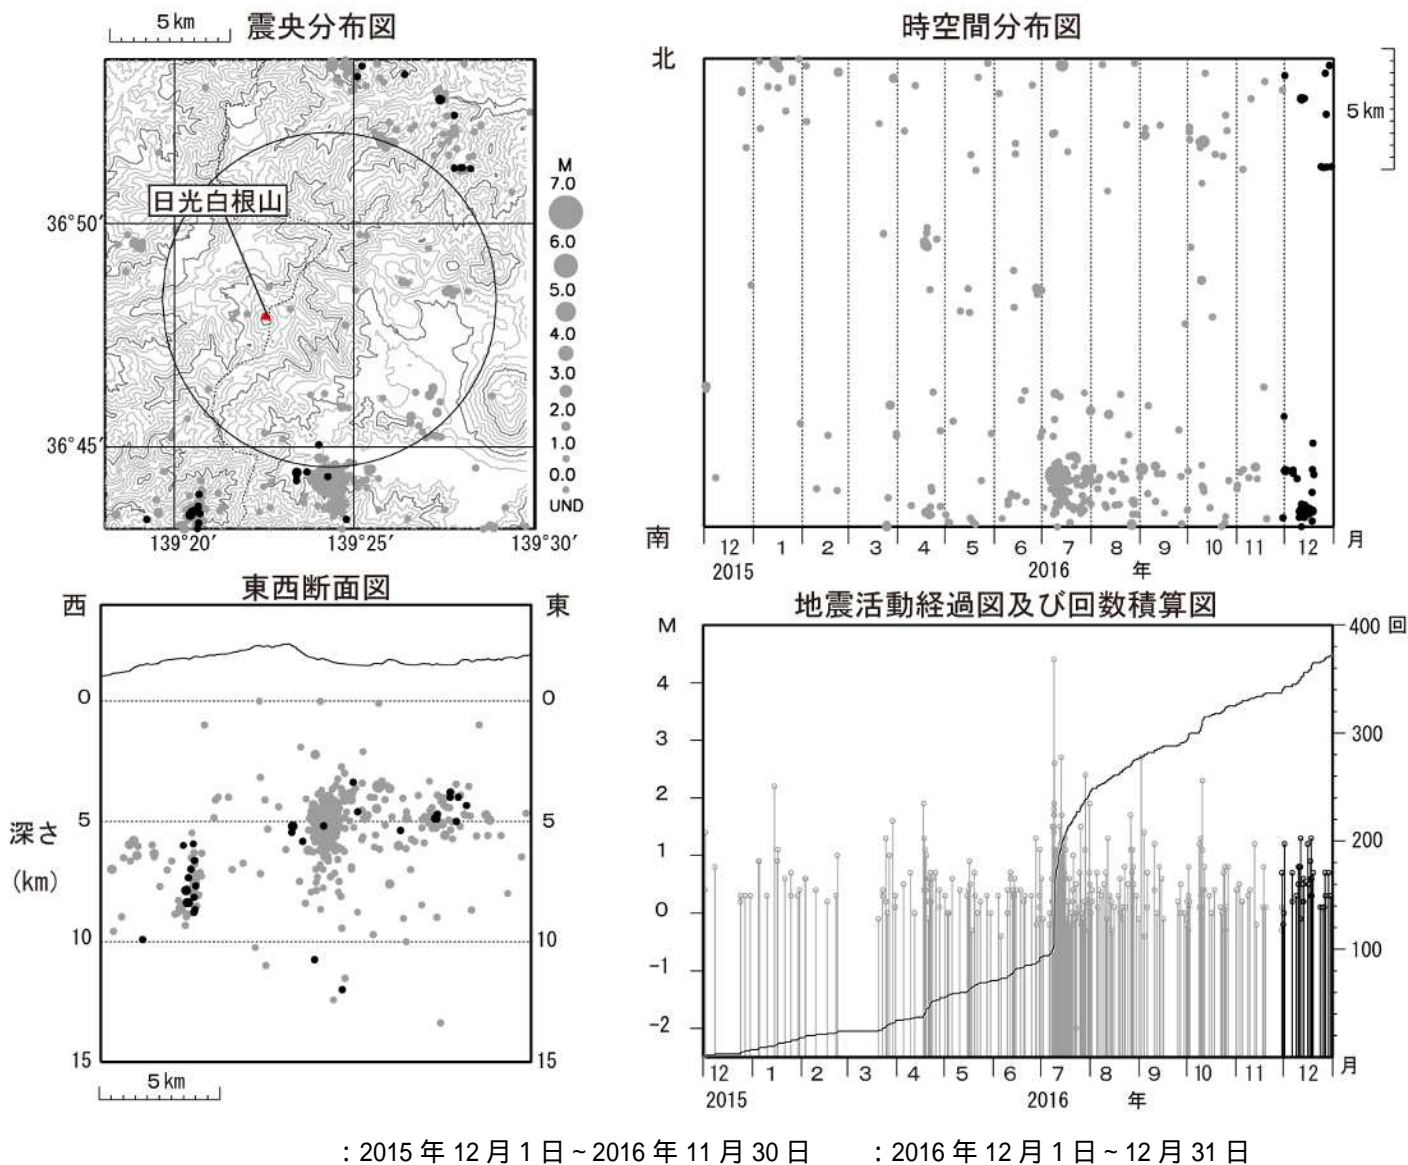 5km
震央分布図
日光白根山
36°50′
36°45′
139°20′
139°25′
139°30′
M
7.0
6.0
5.0
4.0
3.0
2.0
1.0
0.0
UND
時空間分布図
北
南
5km
12 1 2 3 4 5 6 7 8 9 10 11 12 月
2015 2016 年
東西断面図
西 東
0 0
5 5
10 10
15 15
深さ
(km)
5km
地震活動経過図及び回数積算図
M
4
3
2
1
0
-1
-2
400 回
300
200
100
12 1 2 3 4 5 6 7 8 9 10 11 12 月
2015 2016 年
：2015 年 12 月 1 日～2016 年 11 月 30 日 ：2016 年 12 月 1 日～12 月 31 日